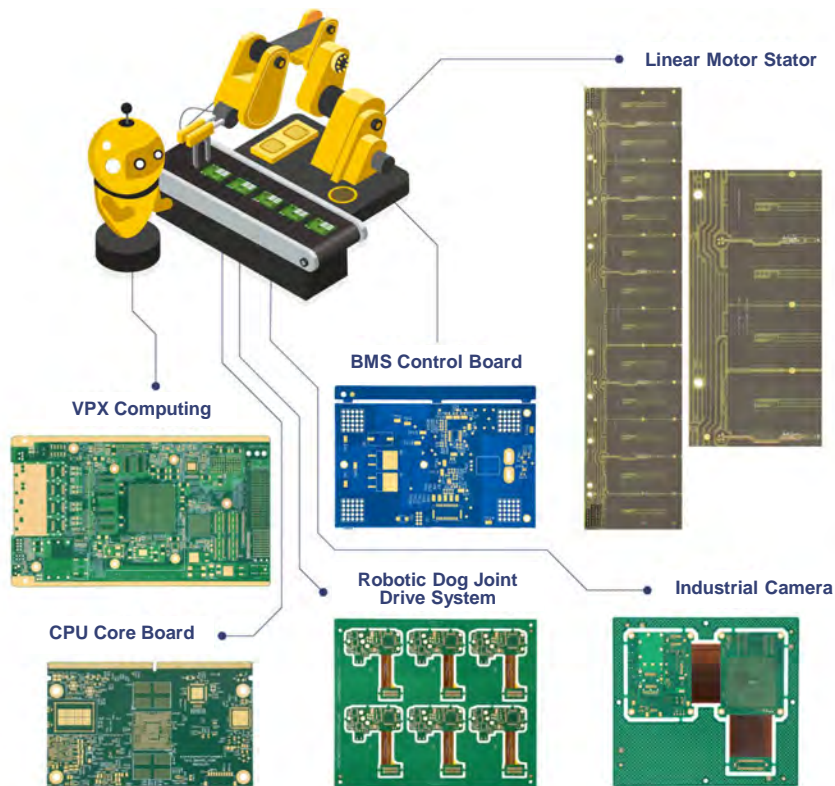 Linear Motor Stator
BMS Control Board
VPX Computing
Robotic Dog Joint
Drive System
Industrial Camera
CPU Core Board